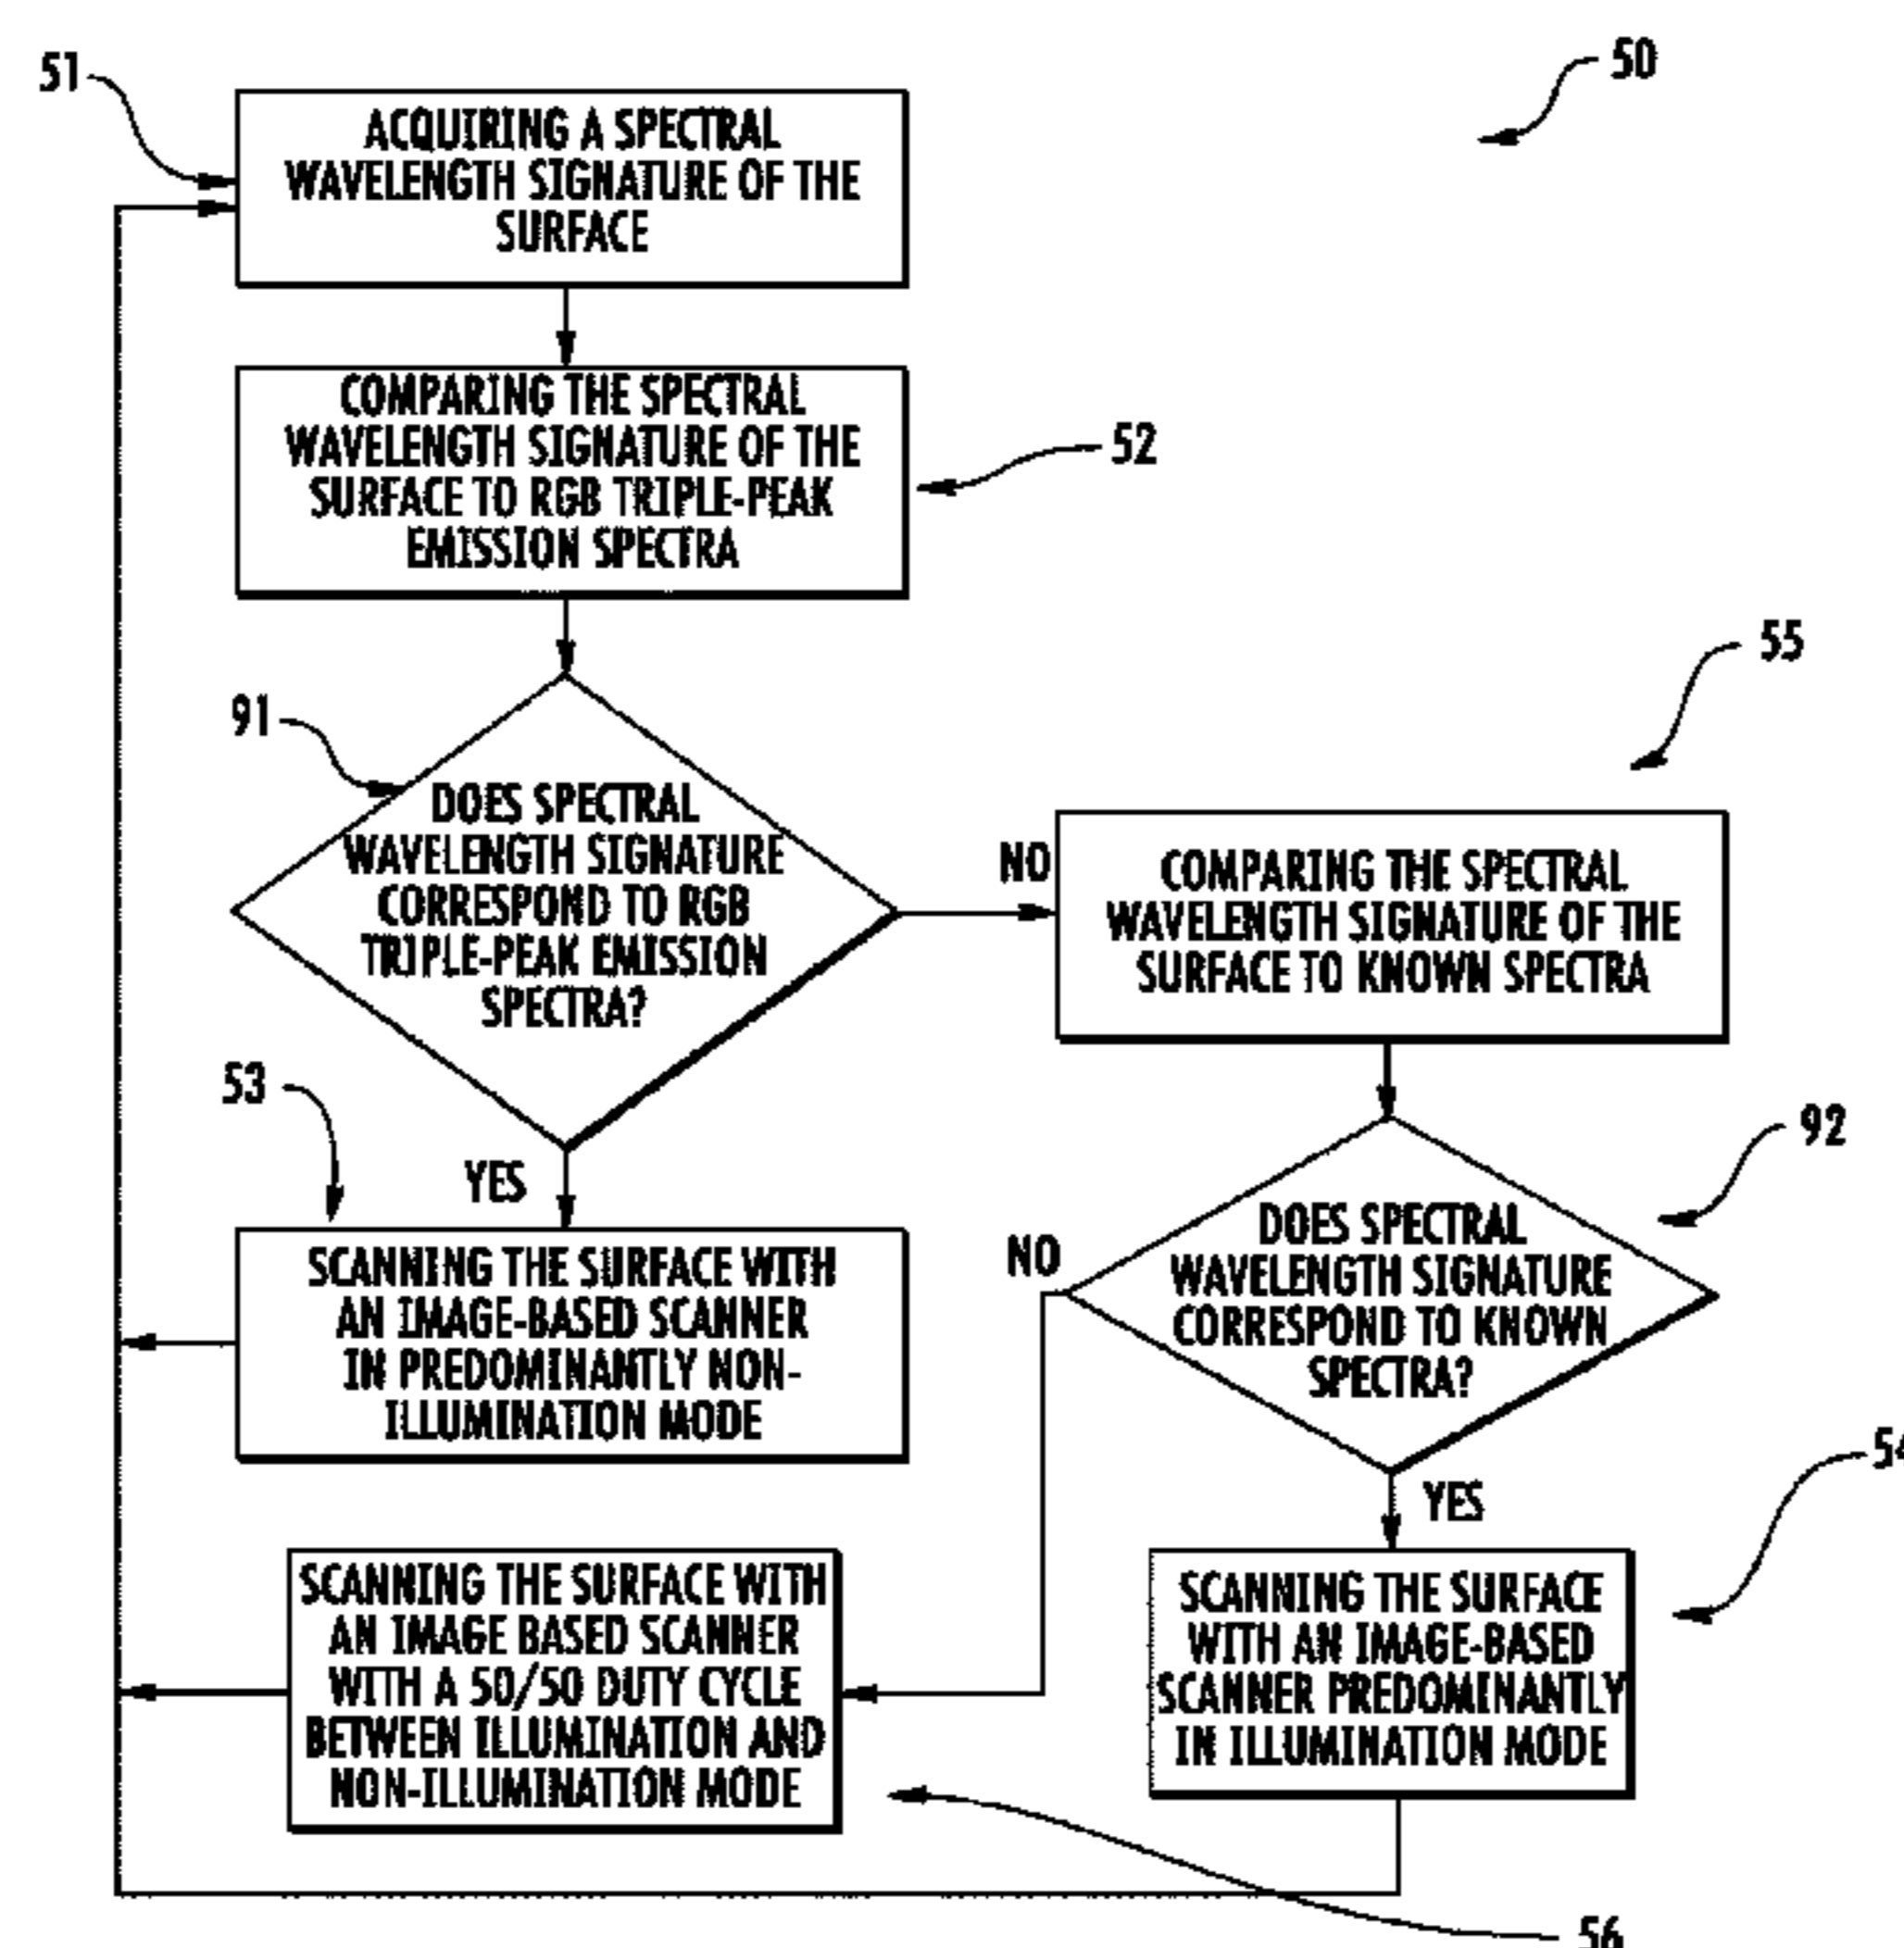 51
50
ACQUIRING A SPECTRAL
WAVELENGTH SIGNATURE OF THE
SURFACE
COMPARING THE SPECTRAL
WAVELENGTH SIGNATURE OF THE
SURFACE TO RGB TRIPLE-PEAK
EMISSION SPECTRA
52
55
91
DOES SPECTRAL
WAVELENGTH SIGNATURE
CORRESPOND TO RGB
TRIPLE-PEAK EMISSION
SPECTRA?
NO
COMPARING THE SPECTRAL
WAVELENGTH SIGNATURE OF THE
SURFACE TO KNOWN SPECTRA
53
YES
92
NO
DOES SPECTRAL
WAVELENGTH SIGNATURE
CORRESPOND TO KNOWN
SPECTRA?
SCANNING THE SURFACE WITH
AN IMAGE-BASED SCANNER
IN PREDOMINANTLY NON-
ILLUMINATION MODE
YES
54
SCANNING THE SURFACE WITH
AN IMAGE BASED SCANNER
WITH A 50/50 DUTY CYCLE
BETWEEN ILLUMINATION AND
NON-ILLUMINATION MODE
SCANNING THE SURFACE
WITH AN IMAGE-BASED
SCANNER PREDOMINANTLY
IN ILLUMINATION MODE
56